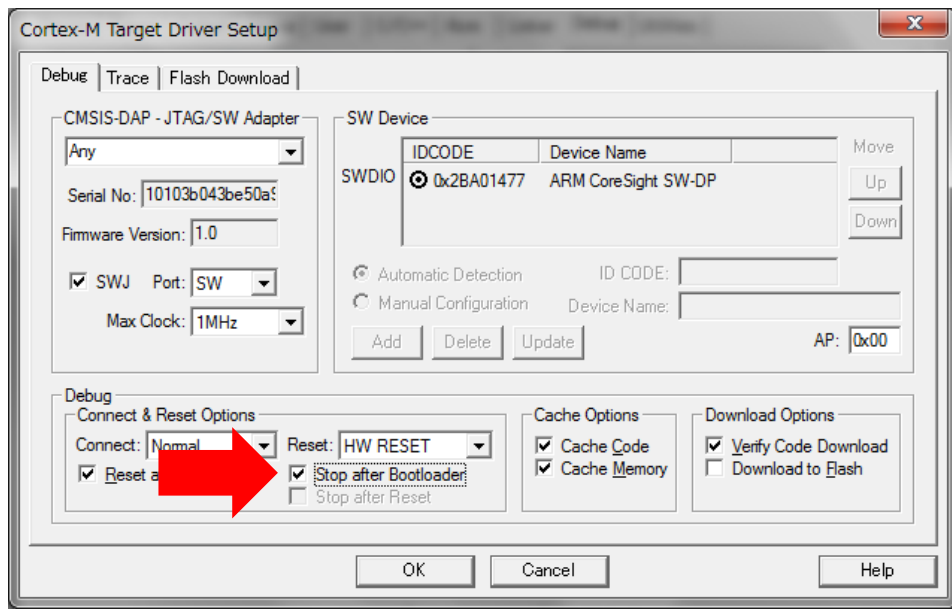 Cortex-M Target Driver Setup
Debug Trace Flash Download
CMSIS-DAP - JTAG/SW Adapter
Any
Serial No: 10103b043be50a
Firmware Version: 1.0
SWJ Port: SW
Max Clock: 1MHz
SW Device
IDCODE Device Name
SWDIO 0x2BA01477 ARM CoreSight SW-DP
Move
Up
Down
Automatic Detection ID CODE:
Manual Configuration Device Name:
Add Delete Update AP: 0x00
Debug
Connect & Reset Options
Connect: Normal Reset: HW RESET
Reset Stop after Bootloader
Stop after Reset
Cache Options
Cache Code
Cache Memory
Download Options
Verify Code Download
Download to Flash
OK Cancel Help